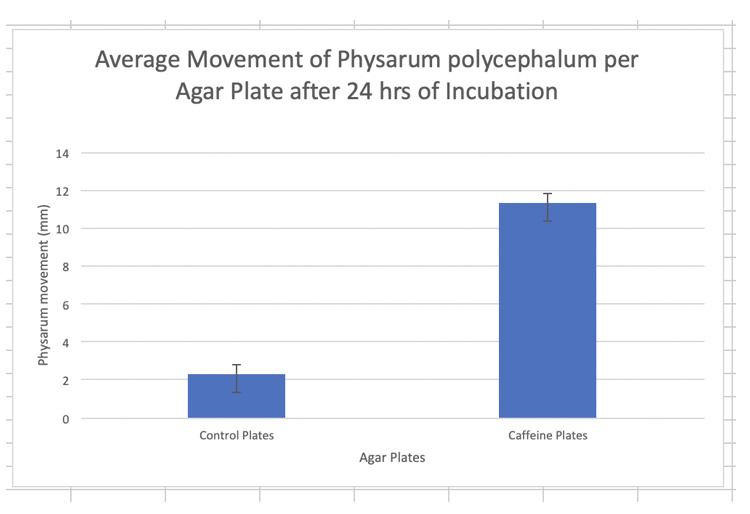 Average Movement of Physarum polycephalum per
Agar Plate after 24 hrs of Incubation
14
12
10
8
6
4
2
0
Physarum movement (mm)
Control Plates
Caffeine Plates
Agar Plates